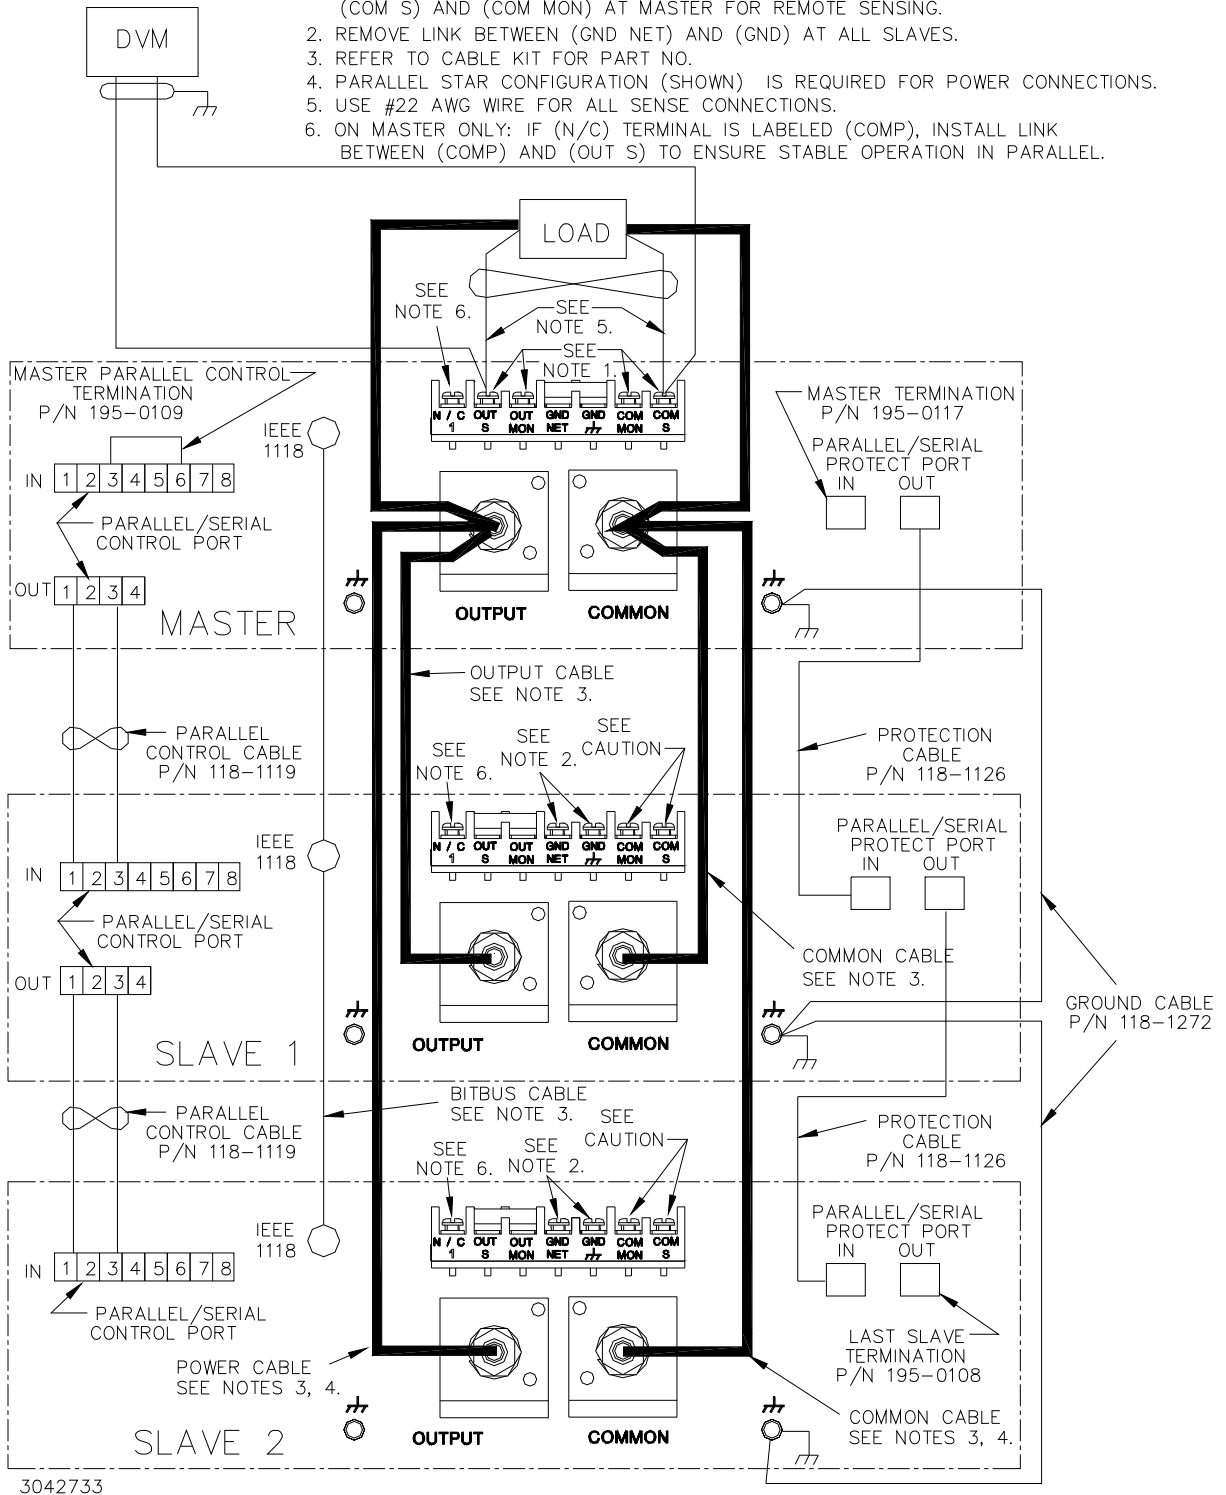 (COM S) AND (COM MON) AT MASTER FOR REMOTE SENSING.
2. REMOVE LINK BETWEEN (GND NET) AND (GND) AT ALL SLAVES.
3. REFER TO CABLE KIT FOR PART NO.
4. PARALLEL STAR CONFIGURATION (SHOWN) IS REQUIRED FOR POWER CONNECTIONS.
5. USE #22 AWG WIRE FOR ALL SENSE CONNECTIONS.
6. ON MASTER ONLY: IF (N/C) TERMINAL IS LABELED (COMP), INSTALL LINK
BETWEEN (COMP) AND (OUT S) TO ENSURE STABLE OPERATION IN PARALLEL.
DVM
LOAD
SEE
NOTE 6.
SEE
NOTE 5.
SEE
NOTE 1.
MASTER PARALLEL CONTROL
TERMINATION
P/N 195-0109
IEEE
1118
IN 1 2 3 4 5 6 7 8
PARALLEL/SERIAL
CONTROL PORT
OUT 1 2 3 4
MASTER
N / C OUT OUT GND GND COM COM
1 S MON NET MON S
OUTPUT
COMMON
MASTER TERMINATION
P/N 195-0117
PARALLEL/SERIAL
PROTECT PORT
IN OUT
OUTPUT CABLE
SEE NOTE 3.
PARALLEL
CONTROL CABLE
P/N 118-1119
SEE
NOTE 6.
SEE
NOTE 2.
SEE
CAUTION
PROTECTION
CABLE
P/N 118-1126
IEEE
1118
N / C OUT OUT GND GND COM COM
1 S MON NET MON S
PARALLEL/SERIAL
PROTECT PORT
IN OUT
IN 1 2 3 4 5 6 7 8
PARALLEL/SERIAL
CONTROL PORT
OUT 1 2 3 4
COMMON CABLE
SEE NOTE 3.
GROUND CABLE
P/N 118-1272
SLAVE 1
OUTPUT
COMMON
BITBUS CABLE
SEE NOTE 3.
PARALLEL
CONTROL CABLE
P/N 118-1119
SEE
NOTE 6.
SEE
NOTE 2.
SEE
CAUTION
PROTECTION
CABLE
P/N 118-1126
IEEE
1118
N / C OUT OUT GND GND COM COM
1 S MON NET MON S
PARALLEL/SERIAL
PROTECT PORT
IN OUT
IN 1 2 3 4 5 6 7 8
PARALLEL/SERIAL
CONTROL PORT
POWER CABLE
SEE NOTES 3, 4.
LAST SLAVE
TERMINATION
P/N 195-0108
COMMON CABLE
SEE NOTES 3, 4.
SLAVE 2
OUTPUT
COMMON
3042733